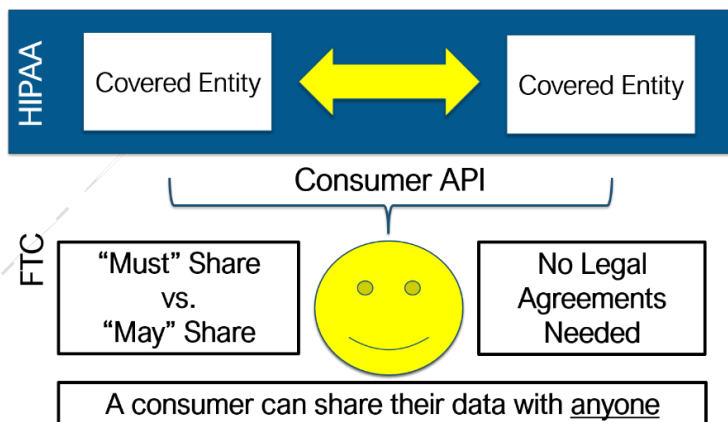 HIPAA
Covered Entity
Covered Entity
Consumer API
FTC
“Must” Share
vs.
“May” Share
No Legal
Agreements
Needed
A consumer can share their data with anyone